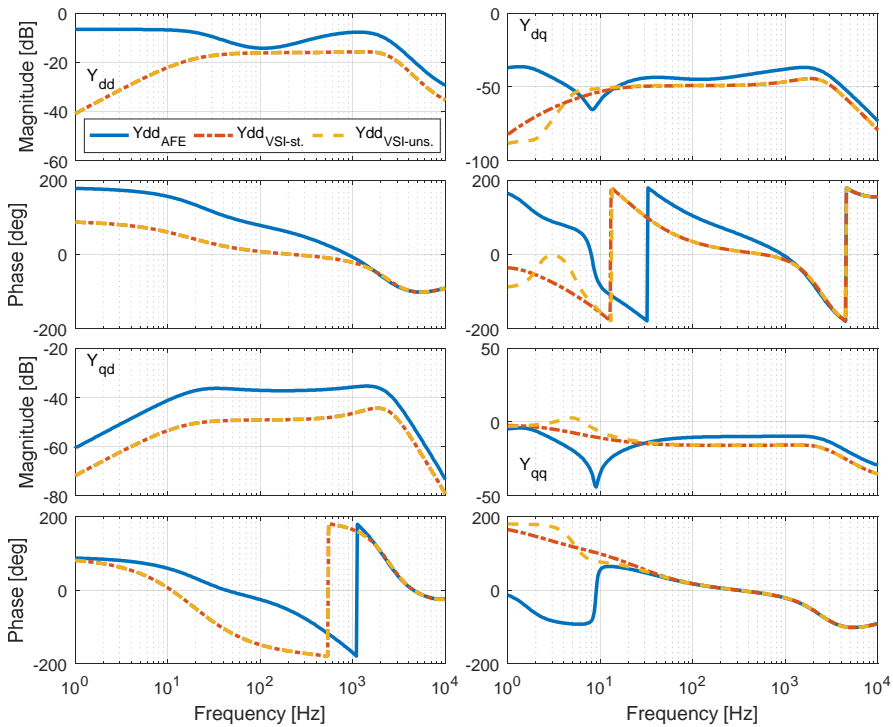 0
-20
-40
-60
Magnitude [dB]
Y_dd
Ydd_AFE
Ydd_VSI-st.
Ydd_VSI-uns.
0
-50
-100
Y_dq
200
0
-200
Phase [deg]
200
0
-200
-20
-40
-60
-80
Magnitude [dB]
Y_qd
50
0
-50
Y_qq
200
0
-200
Phase [deg]
10^0
10^1
10^2
10^3
10^4
Frequency [Hz]
200
0
-200
10^0
10^1
10^2
10^3
10^4
Frequency [Hz]